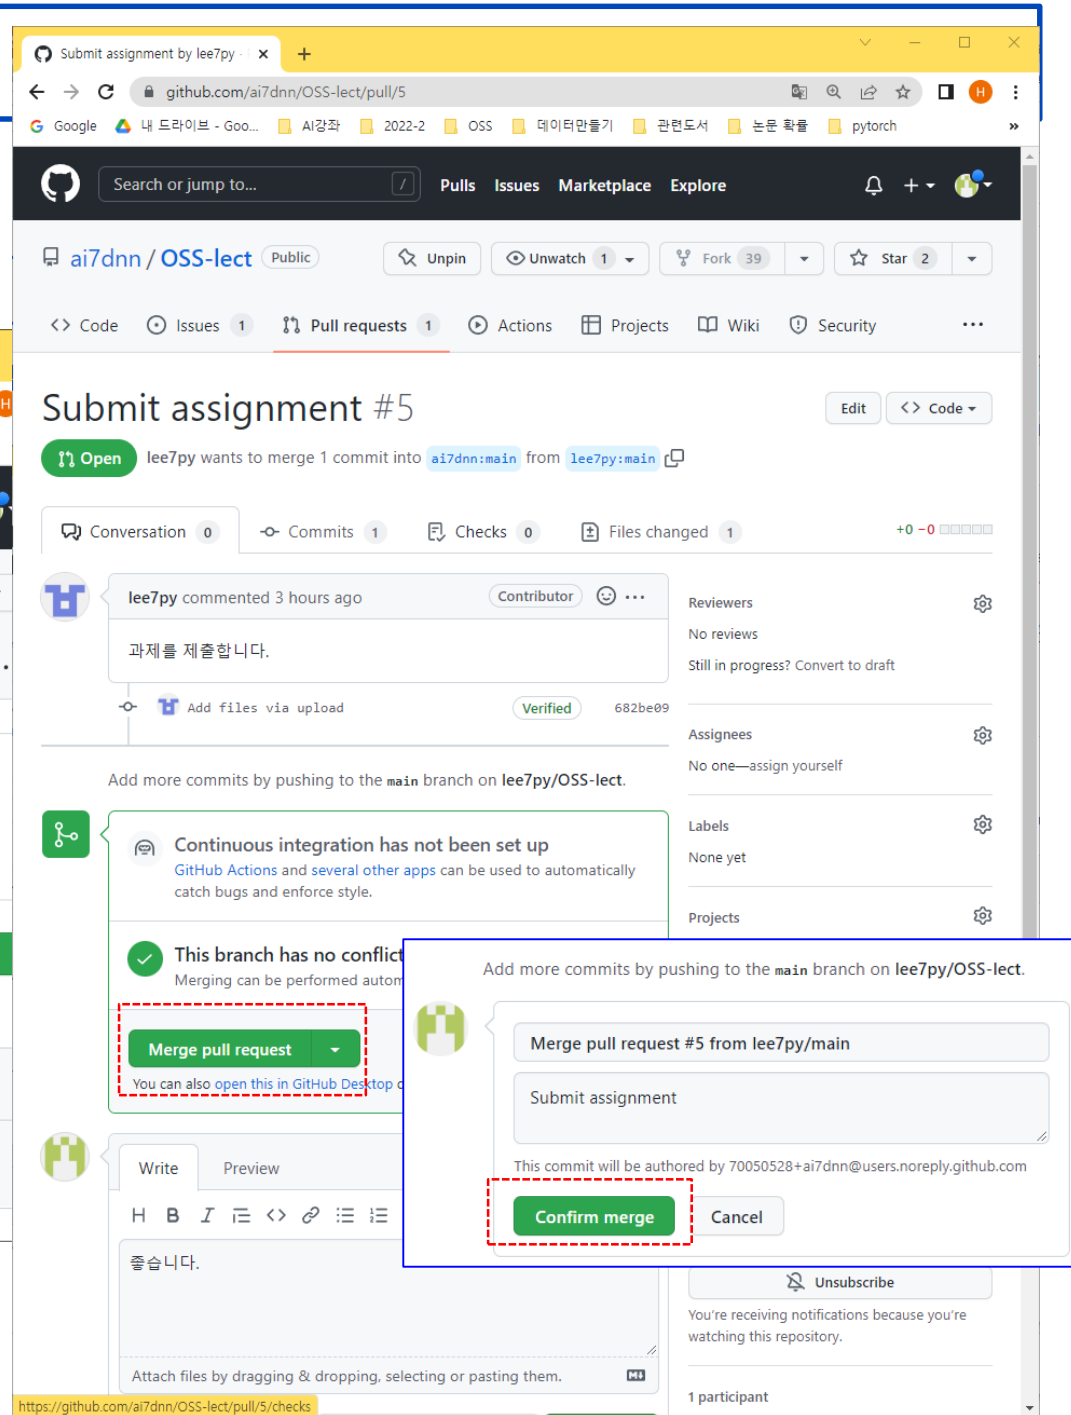 Submit assignment by lee7py ·
github.com/ai7dnn/OSS-lect/pull/5
H
Google
내 드라이브 - Goo...
AI강좌
2022-2
OSS
데이터만들기
관련도서
논문 확률
pytorch
»
Search or jump to...
/
Pulls
Issues
Marketplace
Explore
ai7dnn / OSS-lect
Public
Unpin
Unwatch 1
Fork 39
Star 2
Code
Issues 1
Pull requests 1
Actions
Projects
Wiki
Security
Submit assignment #5
Edit
Code
H
Open
lee7py wants to merge 1 commit into ai7dnn:main from lee7py:main
Conversation 0
Commits 1
Checks 0
Files changed 1
+0 −0
lee7py commented 3 hours ago
Contributor
과제를 제출합니다.
Add files via upload
Verified
682be09
Reviewers
No reviews
Still in progress? Convert to draft
Assignees
No one—assign yourself
Labels
None yet
Projects
Add more commits by pushing to the main branch on lee7py/OSS-lect.
Continuous integration has not been set up
GitHub Actions and several other apps can be used to automatically
catch bugs and enforce style.
This branch has no conflict
Merging can be performed autom
Merge pull request
You can also open this in GitHub Desktop
Add more commits by pushing to the main branch on lee7py/OSS-lect.
Merge pull request #5 from lee7py/main
Submit assignment
This commit will be authored by 70050528+ai7dnn@users.noreply.github.com
Confirm merge
Cancel
Write
Preview
H B I
좋습니다.
Attach files by dragging & dropping, selecting or pasting them.
Unsubscribe
You're receiving notifications because you're
watching this repository.
1 participant
https://github.com/ai7dnn/OSS-lect/pull/5/checks